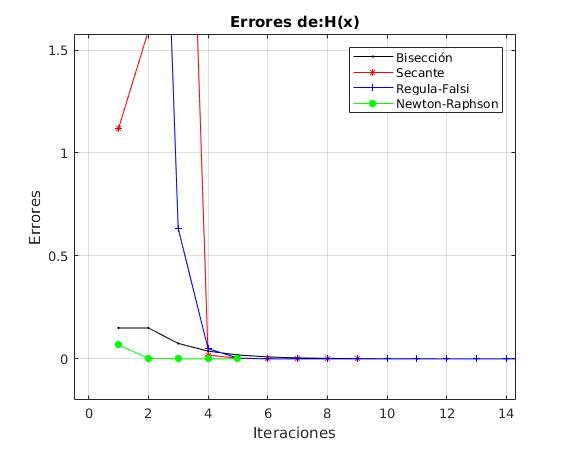 Errores de:H(x)
Bisección
Secante
Regula-Falsi
Newton-Raphson
Errores
1.5
1
0.5
0
0 2 4 6 8 10 12 14
Iteraciones